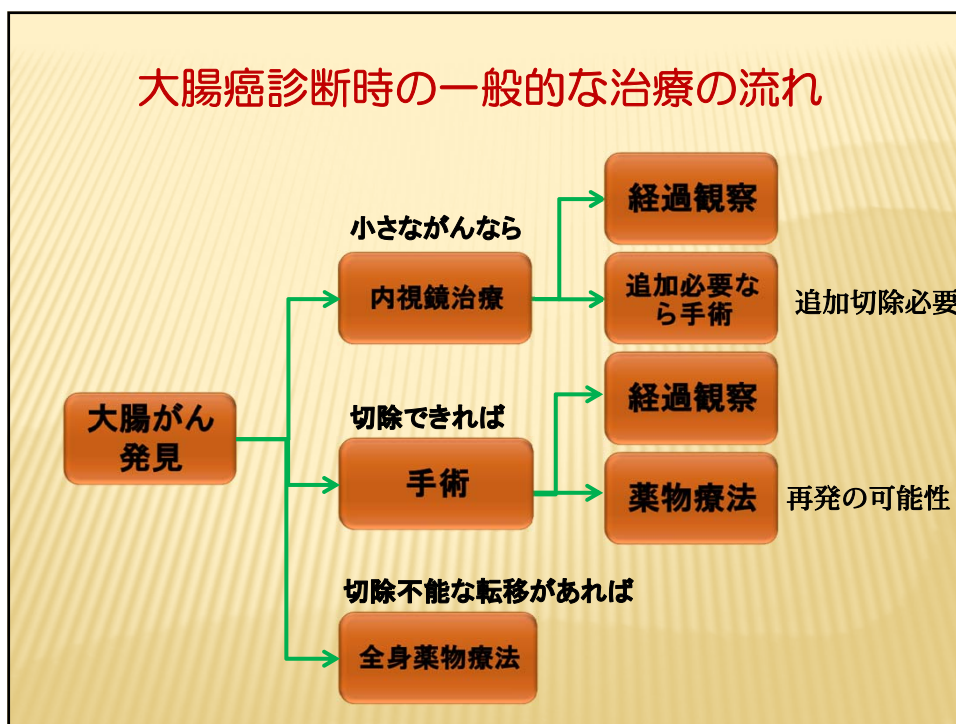 大腸癌診断時の一般的な治療の流れ
大腸がん
発見
小さながんなら
内視鏡治療
経過観察
追加必要な
ら手術
追加切除必要
切除できれば
手術
経過観察
薬物療法
再発の可能性
切除不能な転移があれば
全身薬物療法